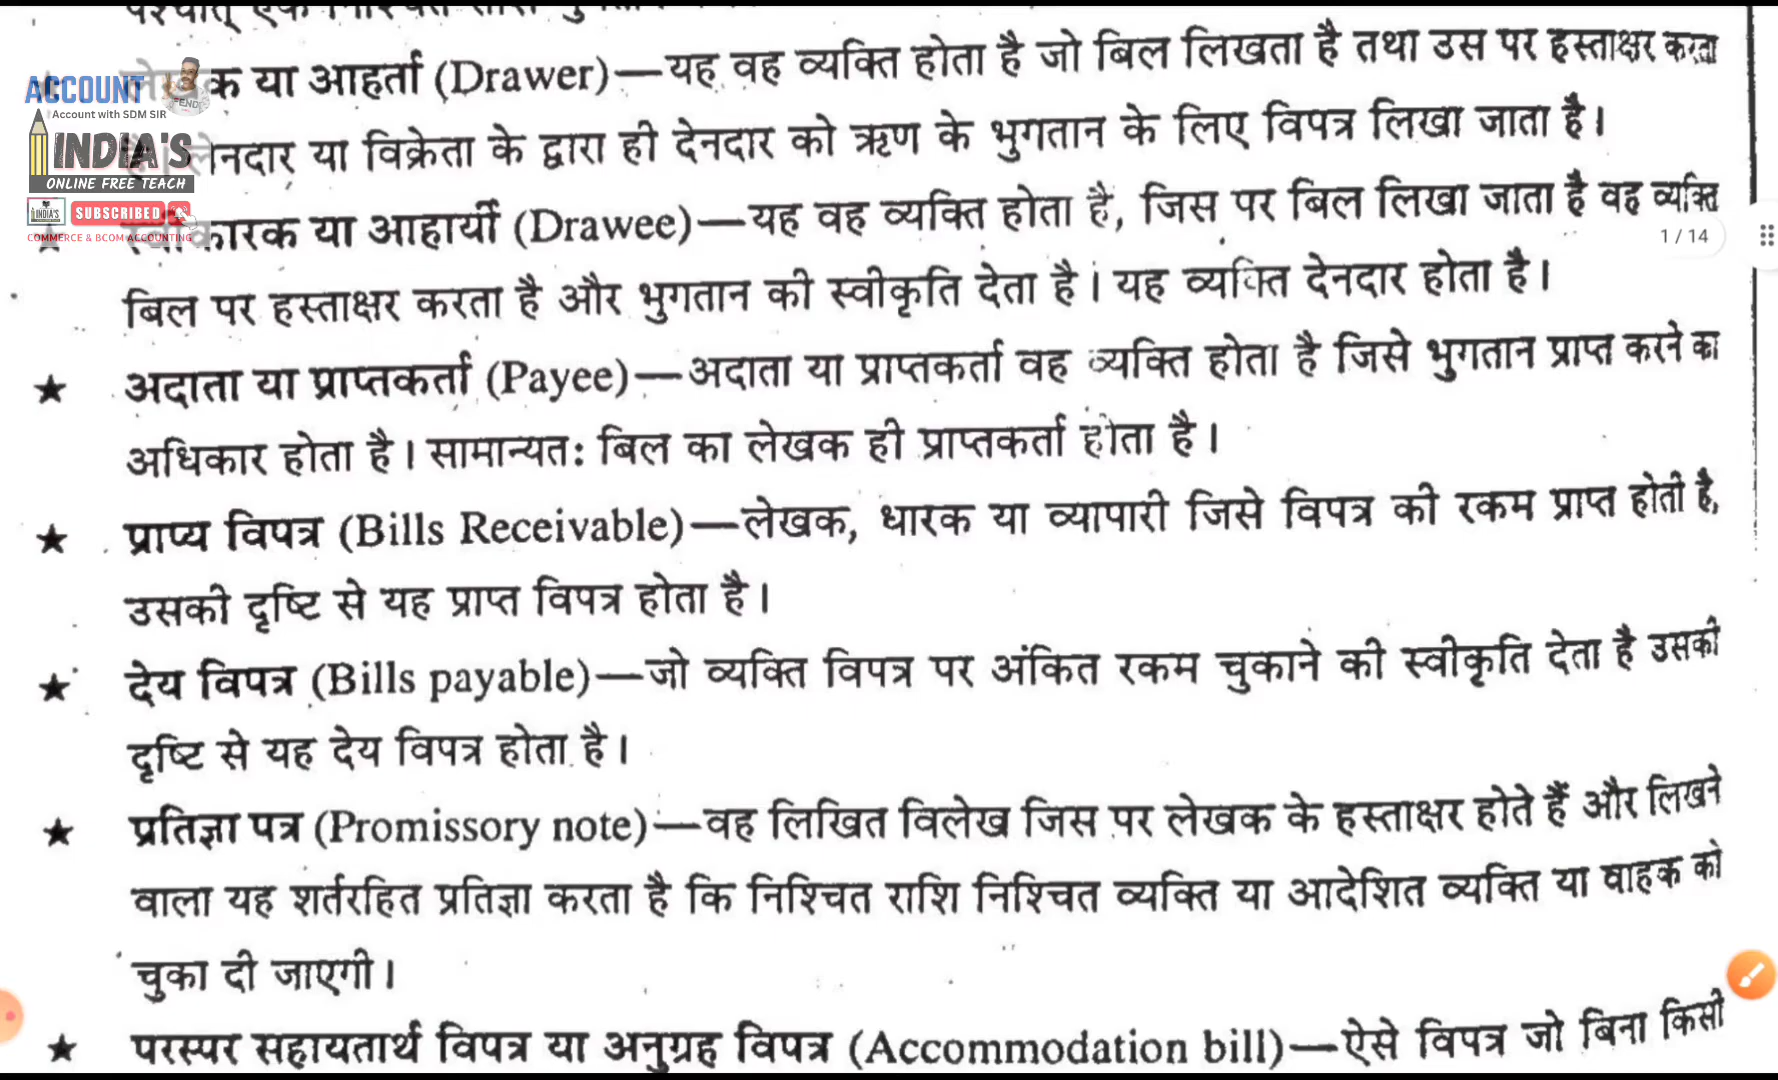 पश्चात् एक निश्चित
लेखक या आहर्ता (Drawer)—यह वह व्यक्ति होता है जो बिल लिखता है तथा उस पर हस्ताक्षर करता
लेनदार या विक्रेता के द्वारा ही देनदार को ऋण के भुगतान के लिए विपत्र लिखा जाता है।
ACCOUNT
Account with SDM SIR
INDIA'S
ONLINE FREE TEACH
INDIA'S SUBSCRIBED
COMMERCE & BCOM ACCOUNTING
★ स्वीकारक या आहार्यी (Drawee)—यह वह व्यक्ति होता है, जिस पर बिल लिखा जाता है वह व्यक्ति
1 / 14
बिल पर हस्ताक्षर करता है और भुगतान की स्वीकृति देता है। यह व्यक्ति देनदार होता है।
★ अदाता या प्राप्तकर्ता (Payee)—अदाता या प्राप्तकर्ता वह व्यक्ति होता है जिसे भुगतान प्राप्त करने का
अधिकार होता है। सामान्यतः बिल का लेखक ही प्राप्तकर्ता होता है।
★ प्राप्य विपत्र (Bills Receivable)—लेखक, धारक या व्यापारी जिसे विपत्र की रकम प्राप्त होती है,
उसकी दृष्टि से यह प्राप्त विपत्र होता है।
★ देय विपत्र (Bills payable)—जो व्यक्ति विपत्र पर अंकित रकम चुकाने की स्वीकृति देता है उसकी
दृष्टि से यह देय विपत्र होता है।
★ प्रतिज्ञा पत्र (Promissory note)—वह लिखित विलेख जिस पर लेखक के हस्ताक्षर होते हैं और लिखने
वाला यह शर्तरहित प्रतिज्ञा करता है कि निश्चित राशि निश्चित व्यक्ति या आदेशित व्यक्ति या वाहक को
चुका दी जाएगी।
★ परस्पर सहायतार्थ विपत्र या अनुग्रह विपत्र (Accommodation bill)—ऐसे विपत्र जो बिना किसी